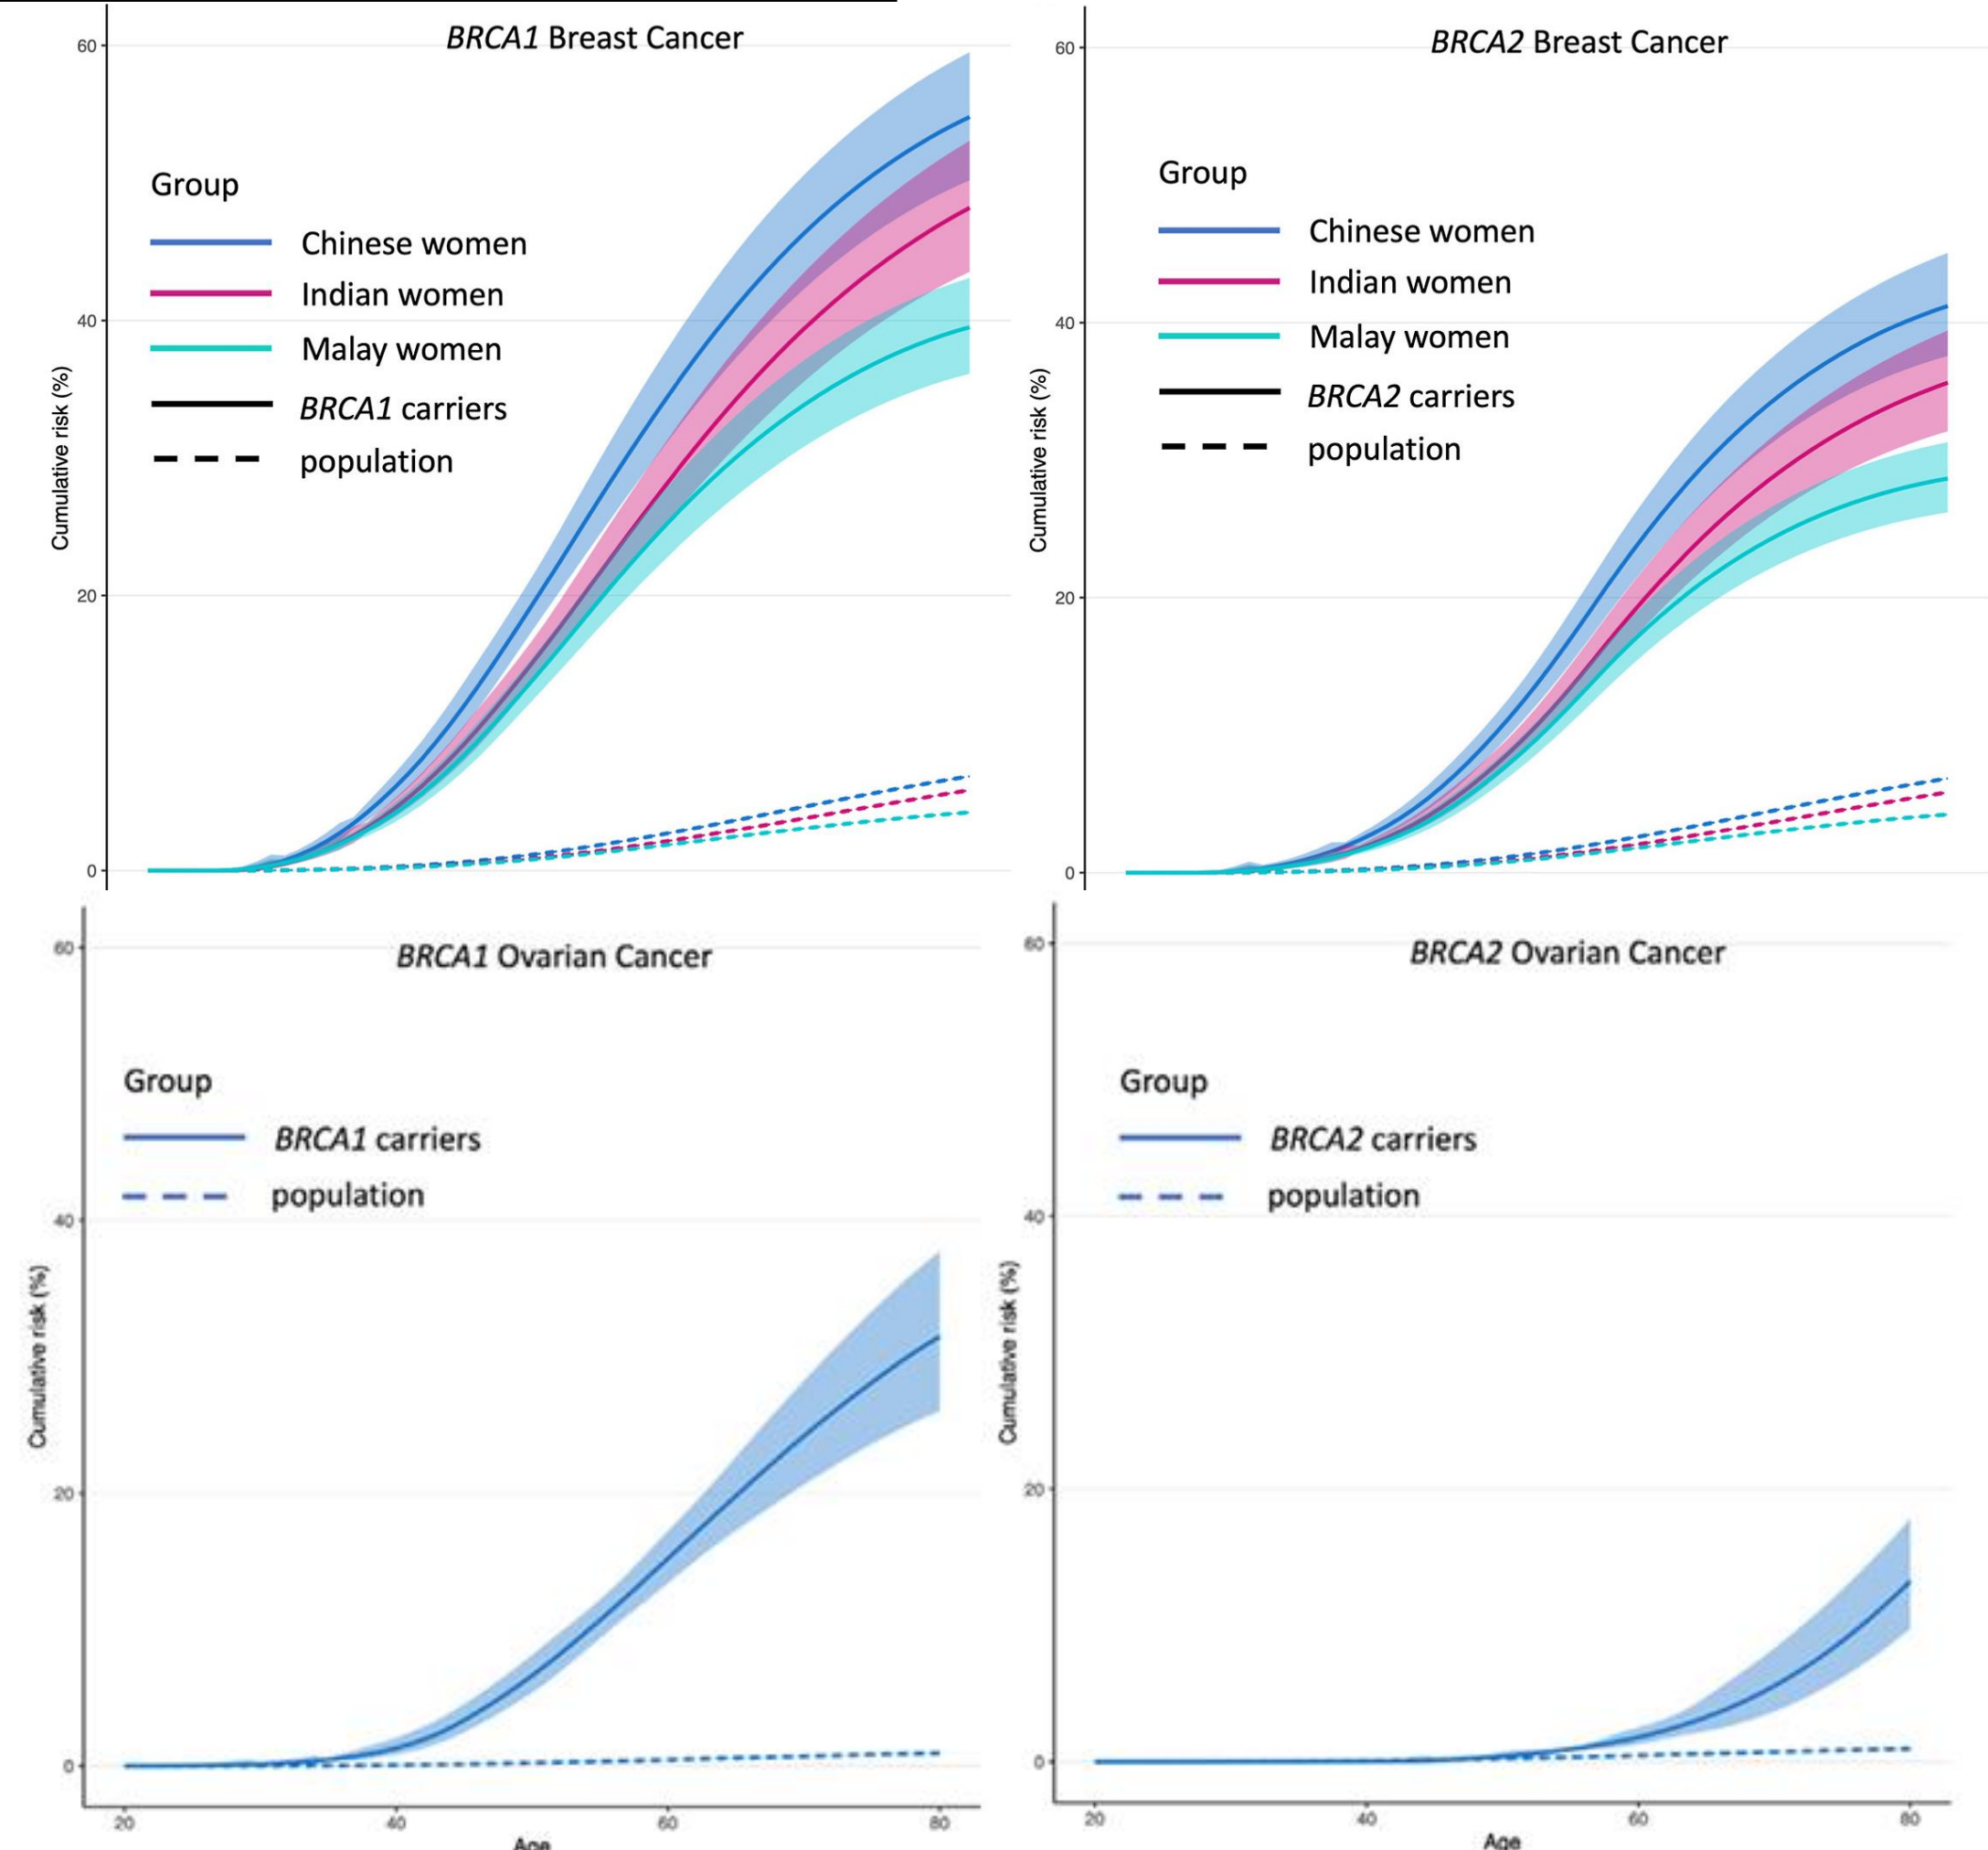 BRCA1 Breast Cancer
60
Group
Chinese women
Indian women
Malay women
BRCA1 carriers
population
40
20
0
Cumulative risk (%)
BRCA2 Breast Cancer
60
Group
Chinese women
Indian women
Malay women
BRCA2 carriers
population
40
20
0
Cumulative risk (%)
BRCA1 Ovarian Cancer
60
Group
BRCA1 carriers
population
40
20
0
Cumulative risk (%)
20 40 60 80
Age
BRCA2 Ovarian Cancer
60
Group
BRCA2 carriers
population
40
20
0
Cumulative risk (%)
20 40 60 80
Age